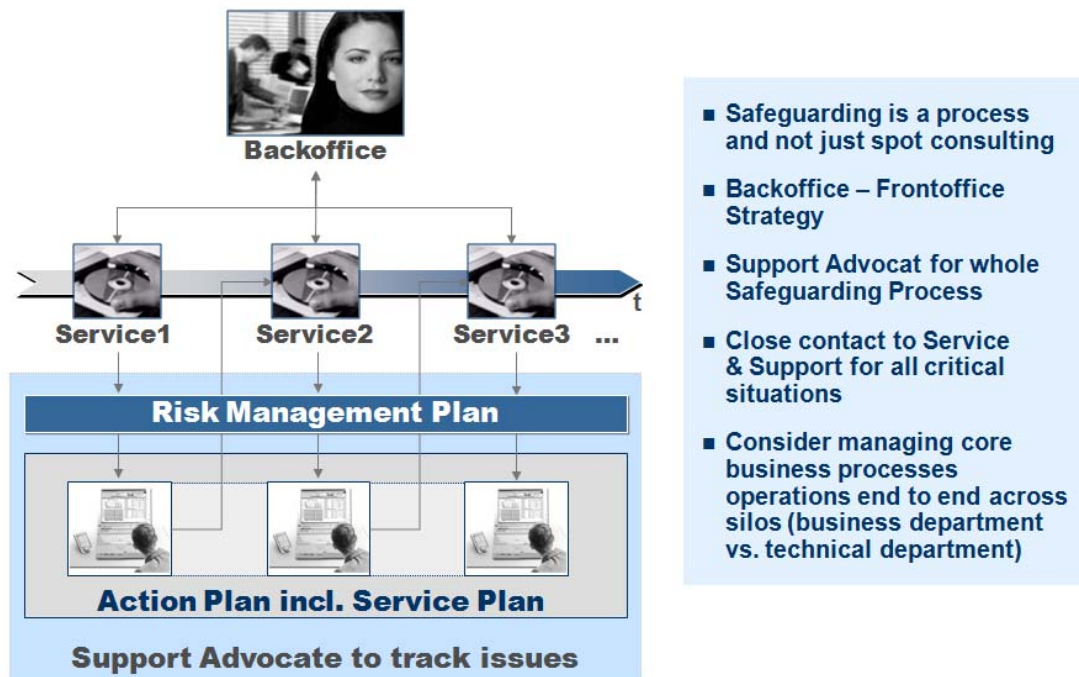 Backoffice
t
Service1
Service2
Service3 ...
Risk Management Plan
Action Plan incl. Service Plan
Support Advocate to track issues
■ Safeguarding is a process
and not just spot consulting
■ Backoffice – Frontoffice
Strategy
■ Support Advocat for whole
Safeguarding Process
■ Close contact to Service
& Support for all critical
situations
■ Consider managing core
business processes
operations end to end across
silos (business department
vs. technical department)